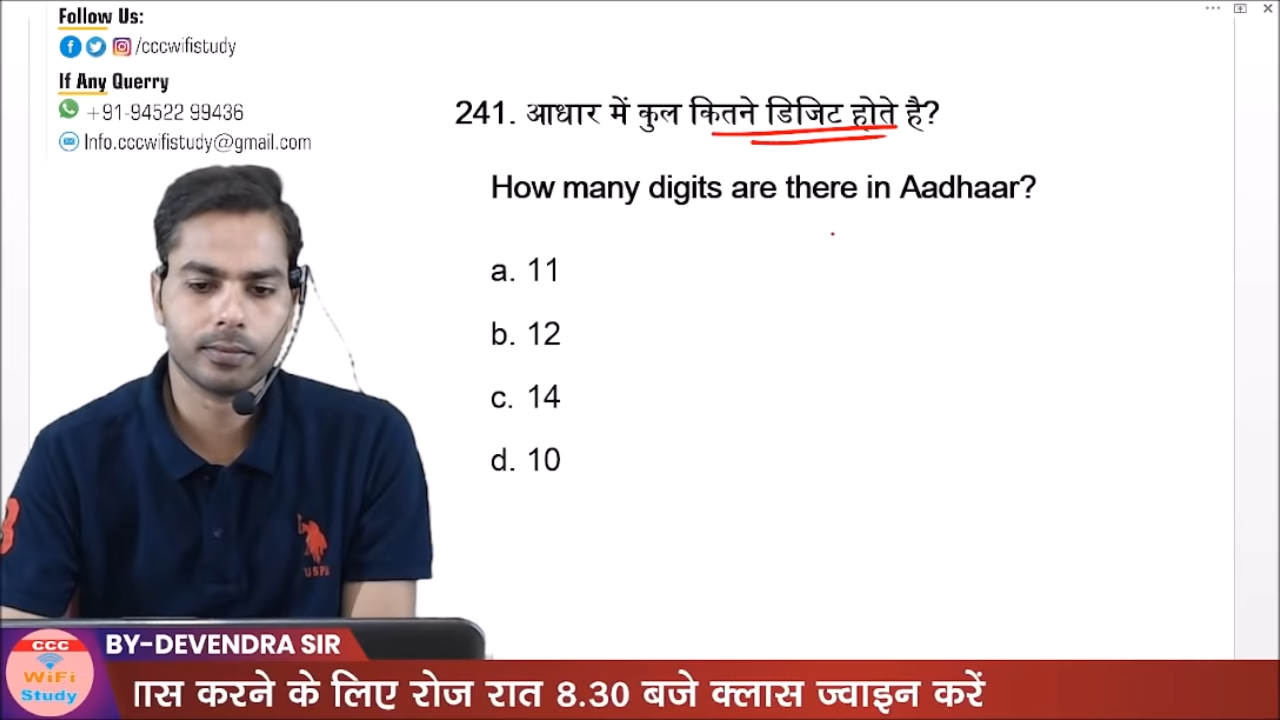 Follow Us:
/cccwifistudy
If Any Querry
+91-94522 99436
Info.cccwifistudy@gmail.com
241. आधार में कुल कितने डिजिट होते है?
How many digits are there in Aadhaar?
a. 11
b. 12
c. 14
d. 10
USPA
BY-DEVENDRA SIR
CCC
WiFi
Study
करने के लिए रोज रात 8.30 बजे क्लास ज्वाइन करें